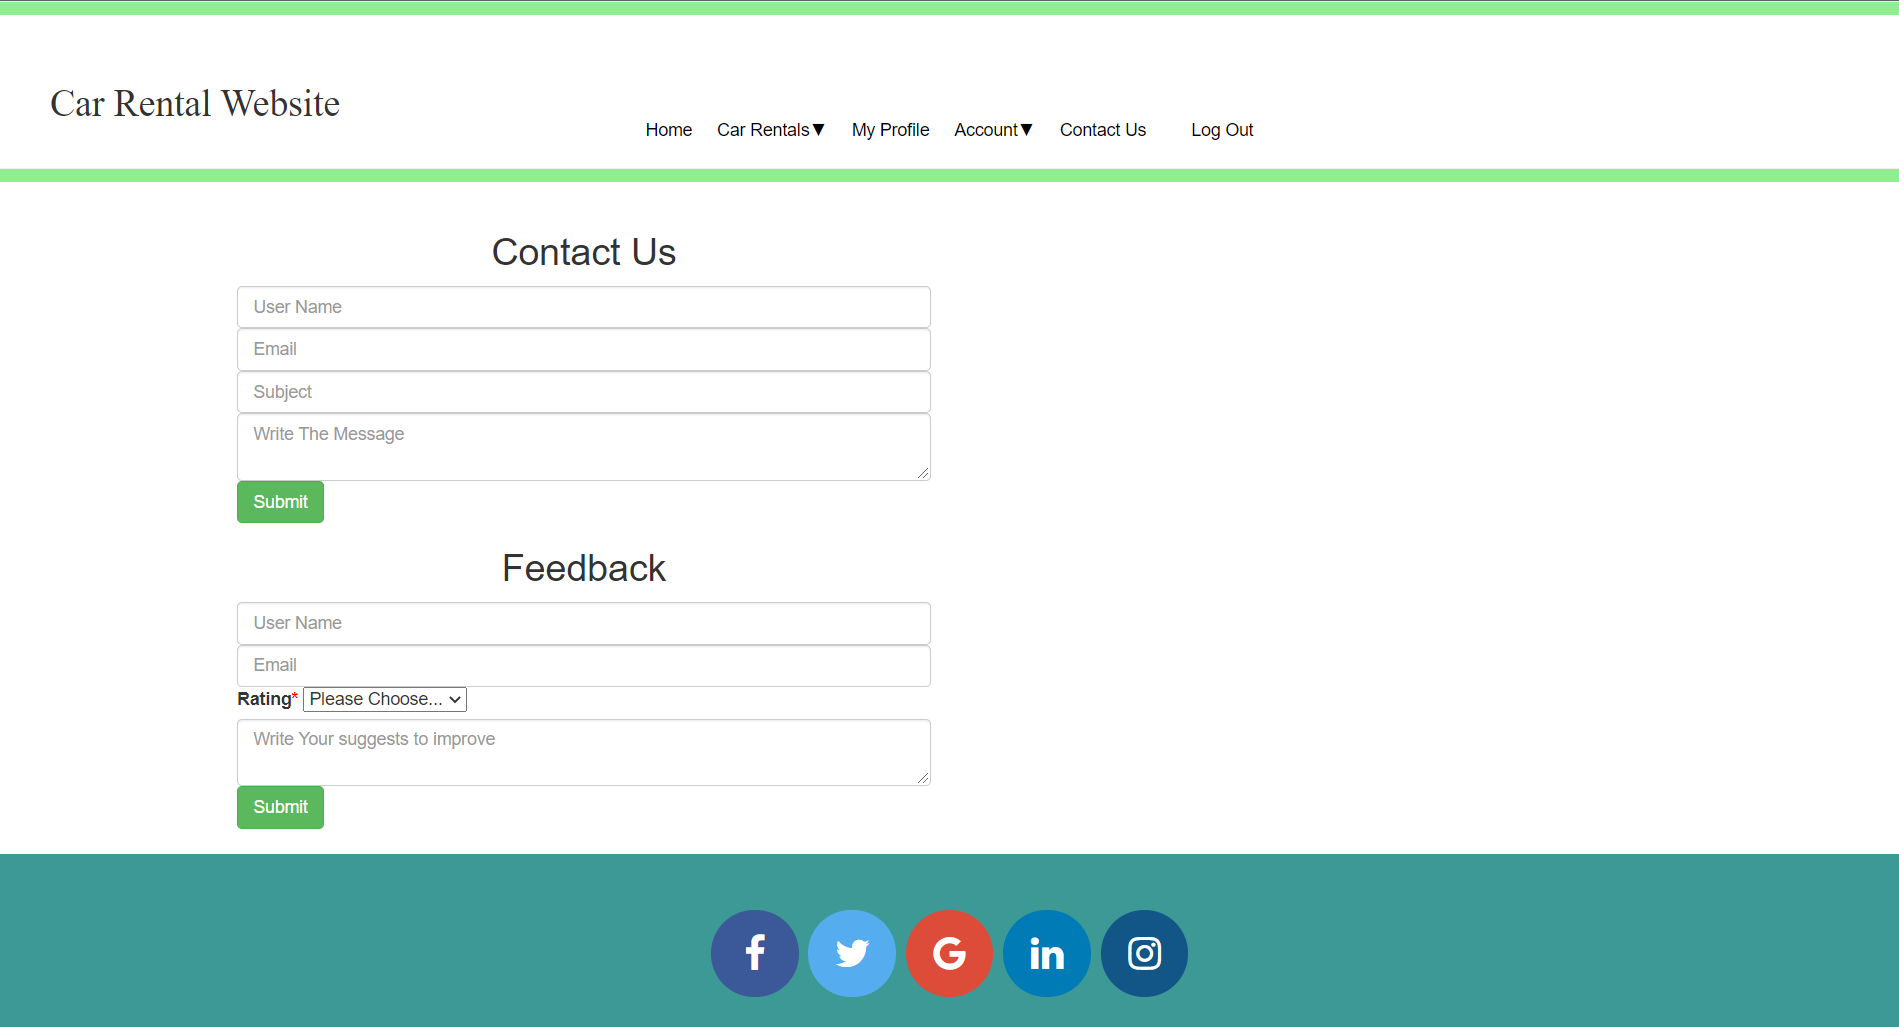 Car Rental Website
Home Car Rentals▼ My Profile Account▼ Contact Us Log Out
Contact Us
User Name
Email
Subject
Write The Message
Submit
Feedback
User Name
Email
Rating* Please Choose...
Write Your suggests to improve
Submit